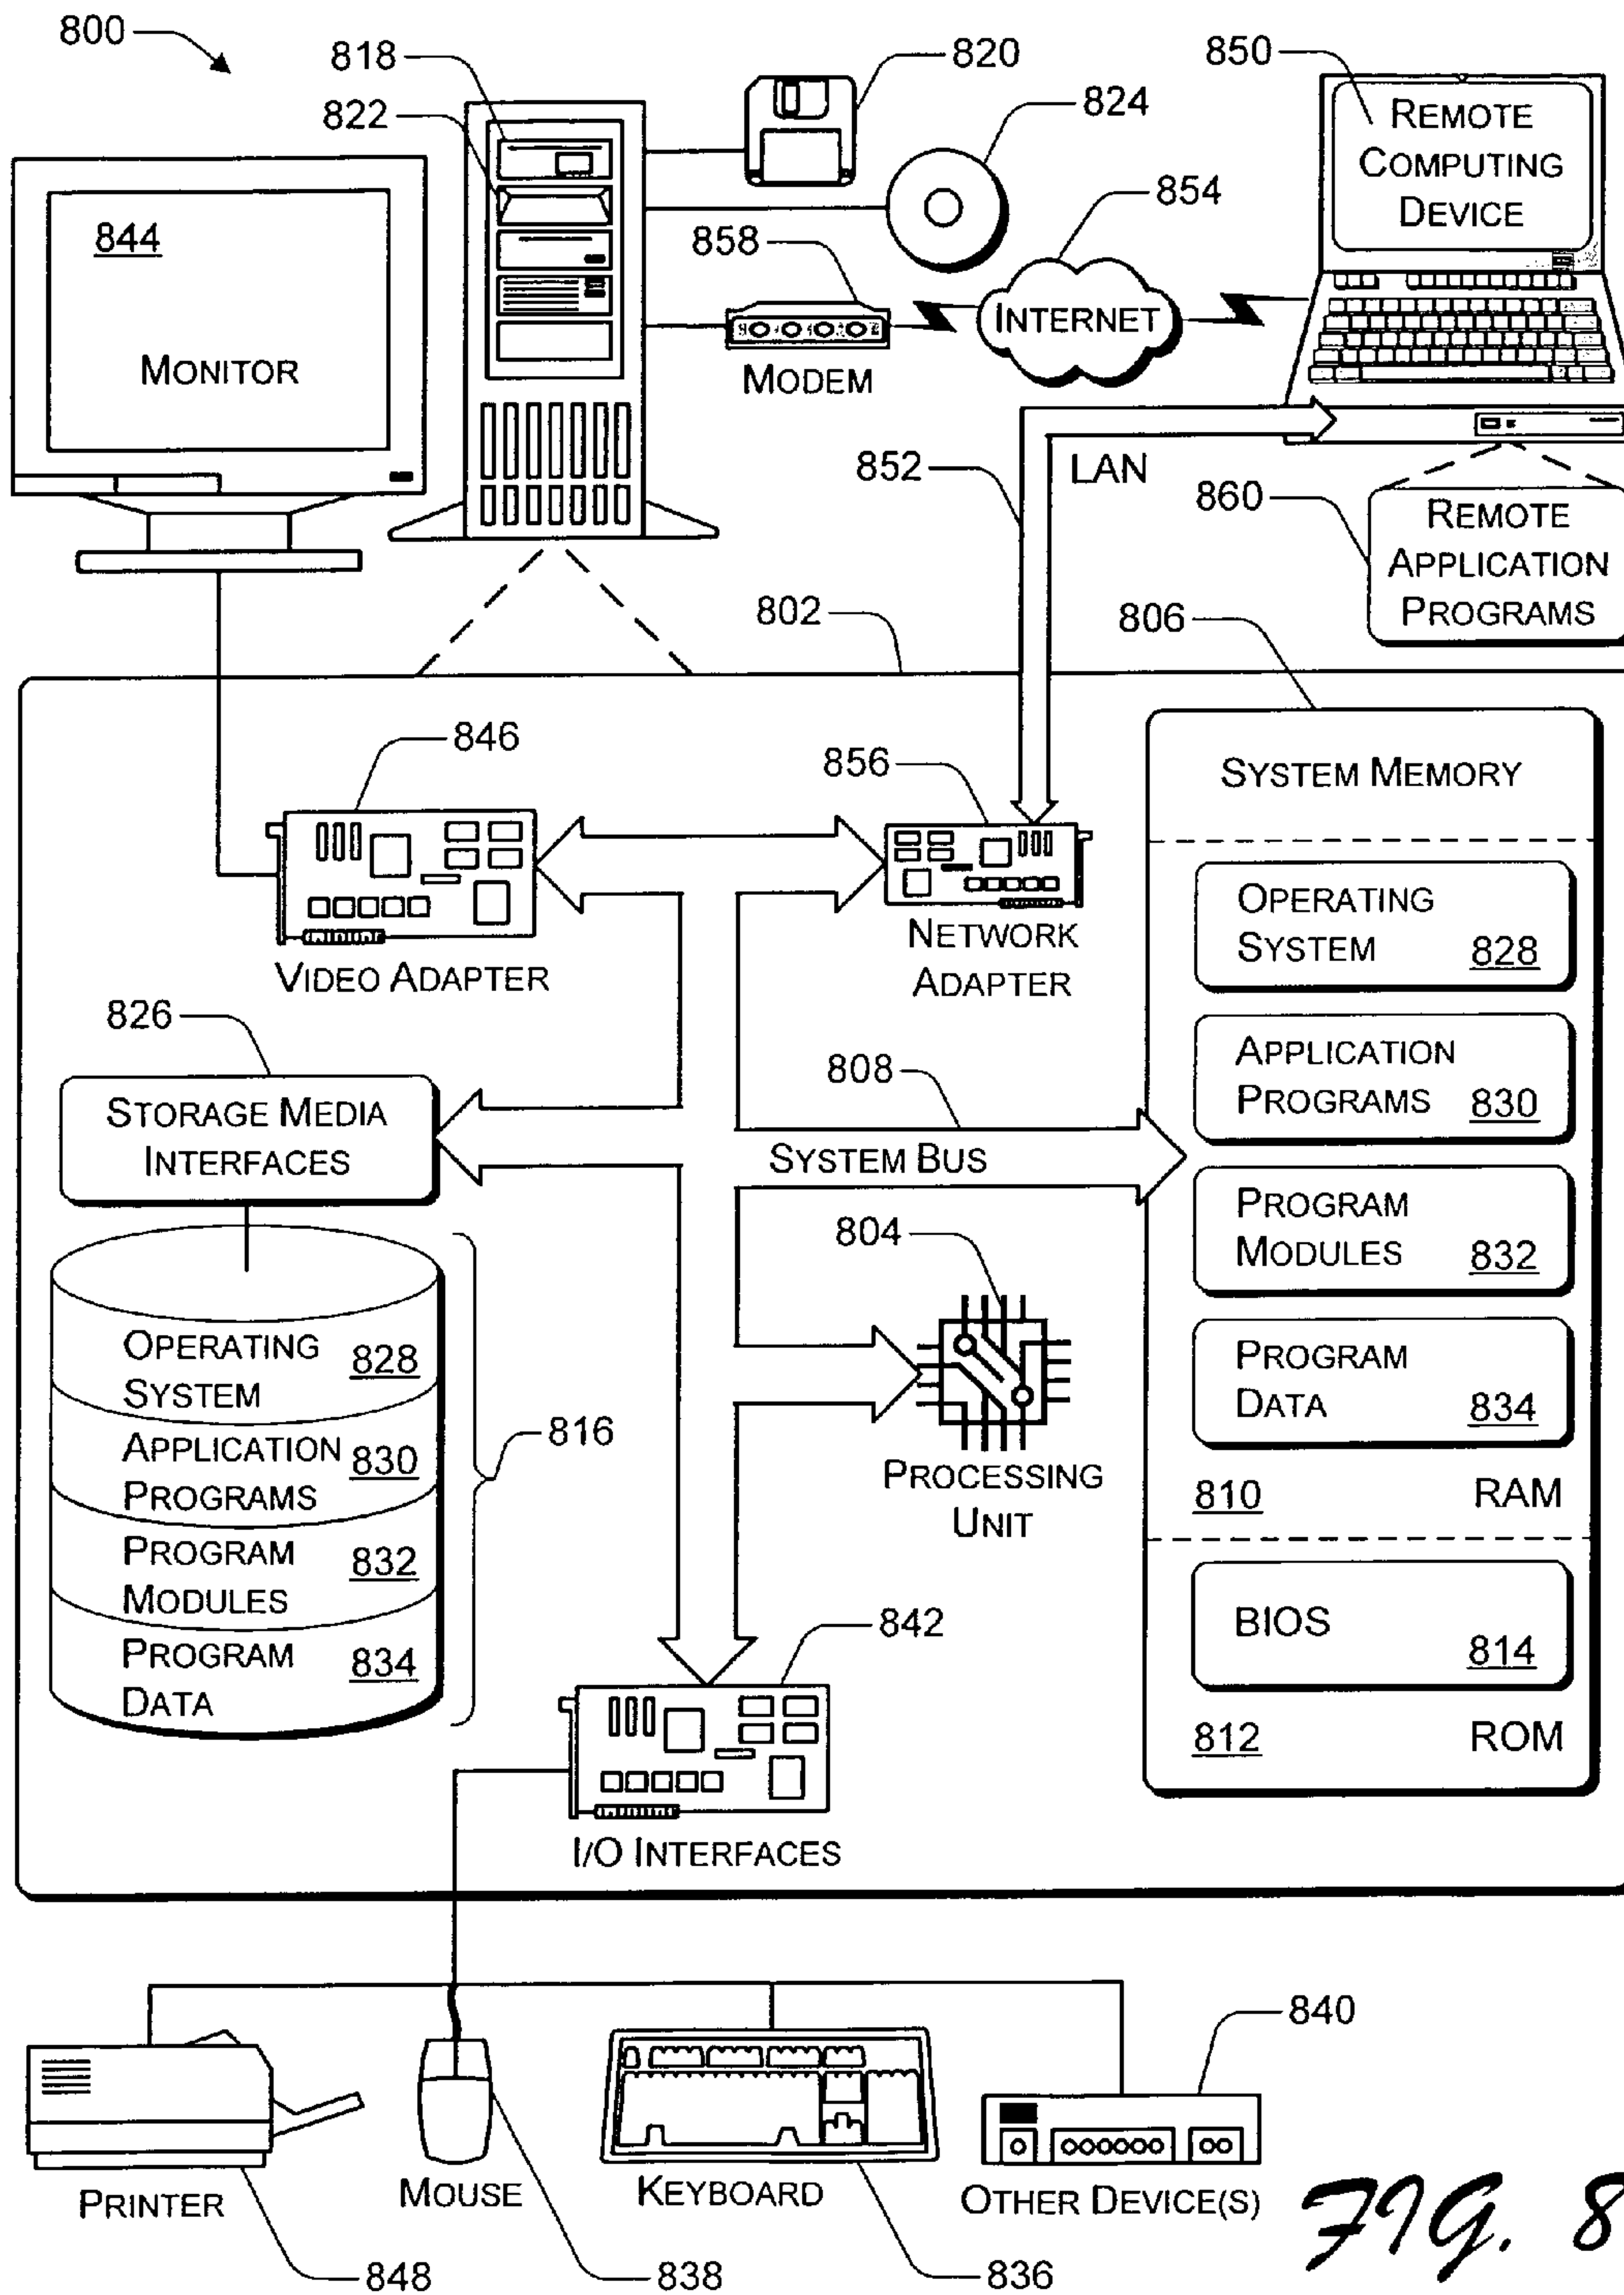 800
818
820
850
822
824
REMOTE
COMPUTING
DEVICE
854
844
858
INTERNET
MONITOR
MODEM
852
LAN
860
REMOTE
APPLICATION
PROGRAMS
802
806
846
856
SYSTEM MEMORY
VIDEO ADAPTER
NETWORK
ADAPTER
OPERATING
SYSTEM 828
826
808
APPLICATION
PROGRAMS 830
STORAGE MEDIA
INTERFACES
SYSTEM BUS
804
PROGRAM
MODULES 832
OPERATING
SYSTEM 828
APPLICATION
PROGRAMS 830
PROGRAM
MODULES 832
PROGRAM
DATA 834
816
PROCESSING
UNIT
PROGRAM
DATA 834
810 RAM
BIOS
814
812 ROM
842
I/O INTERFACES
840
PRINTER
MOUSE
KEYBOARD
OTHER DEVICE(S)
848
838
836
FIG. 8